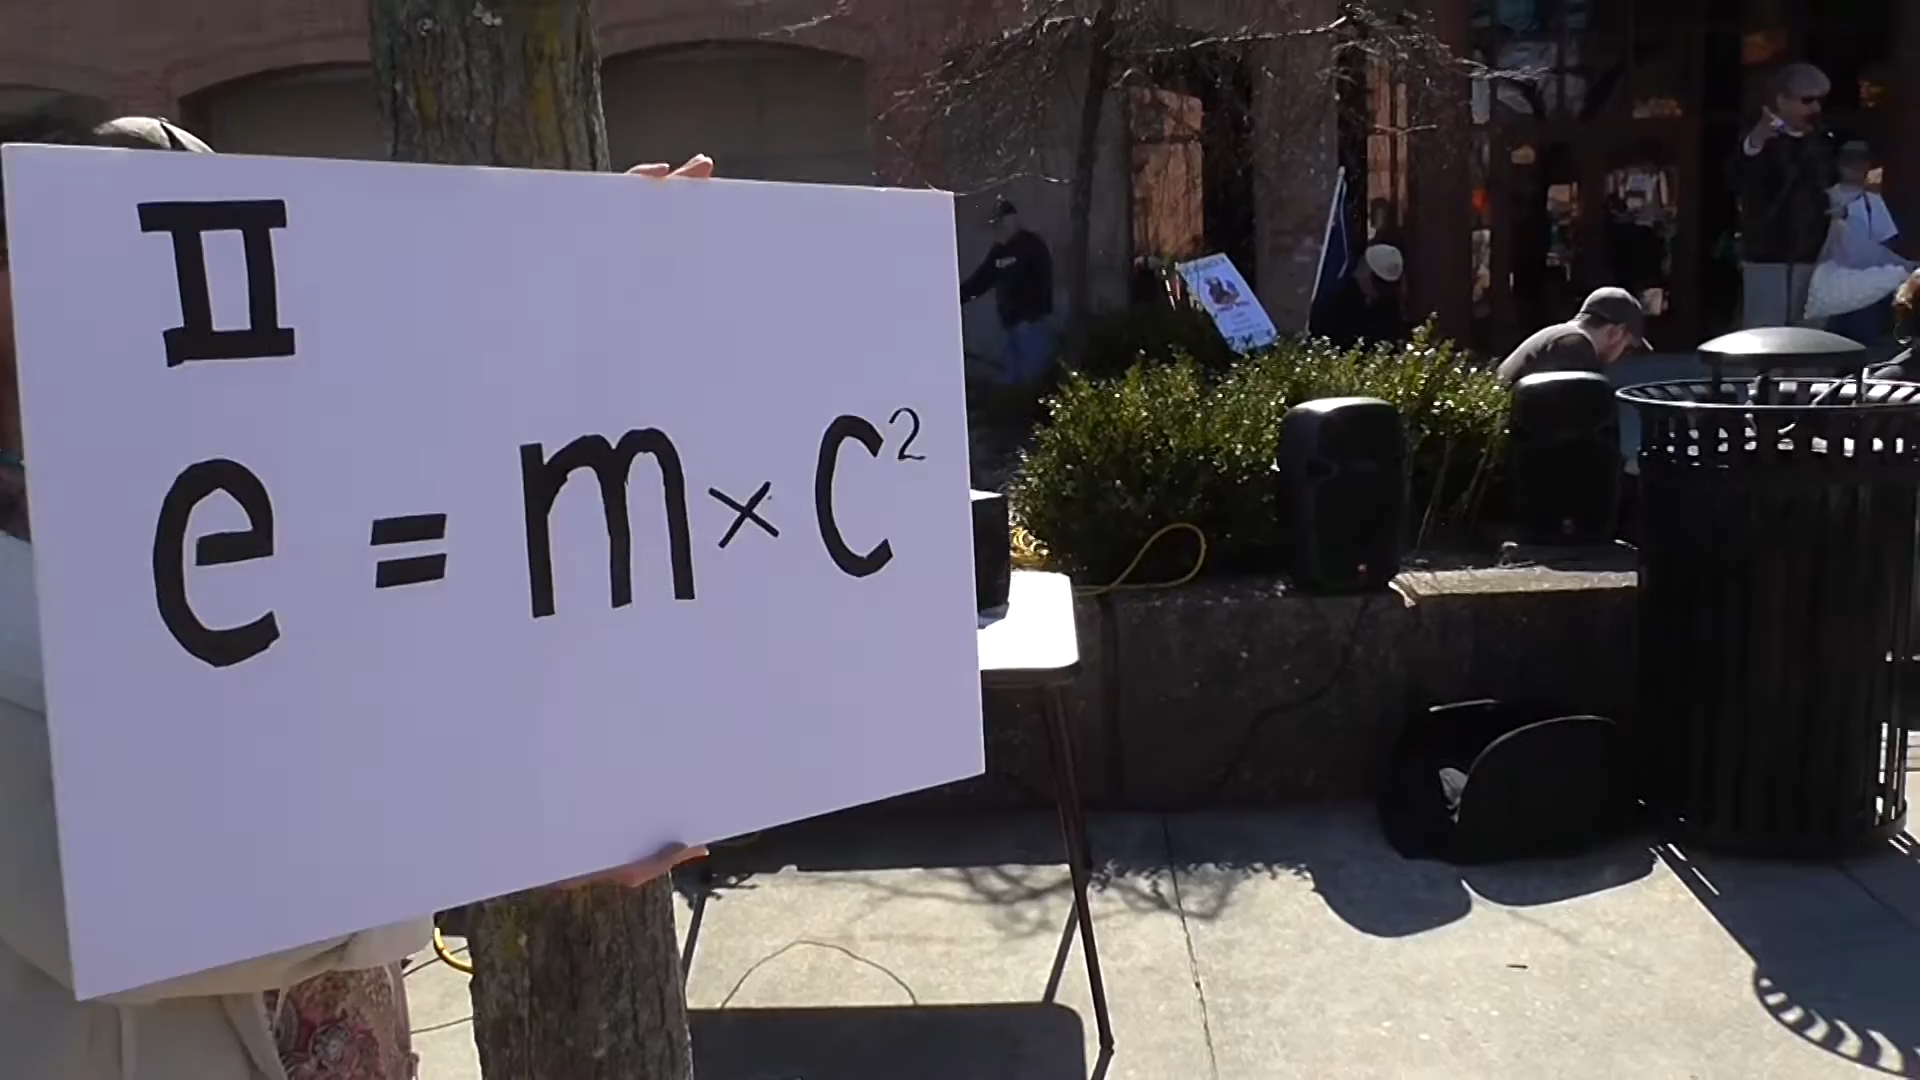 II
e = m × c²